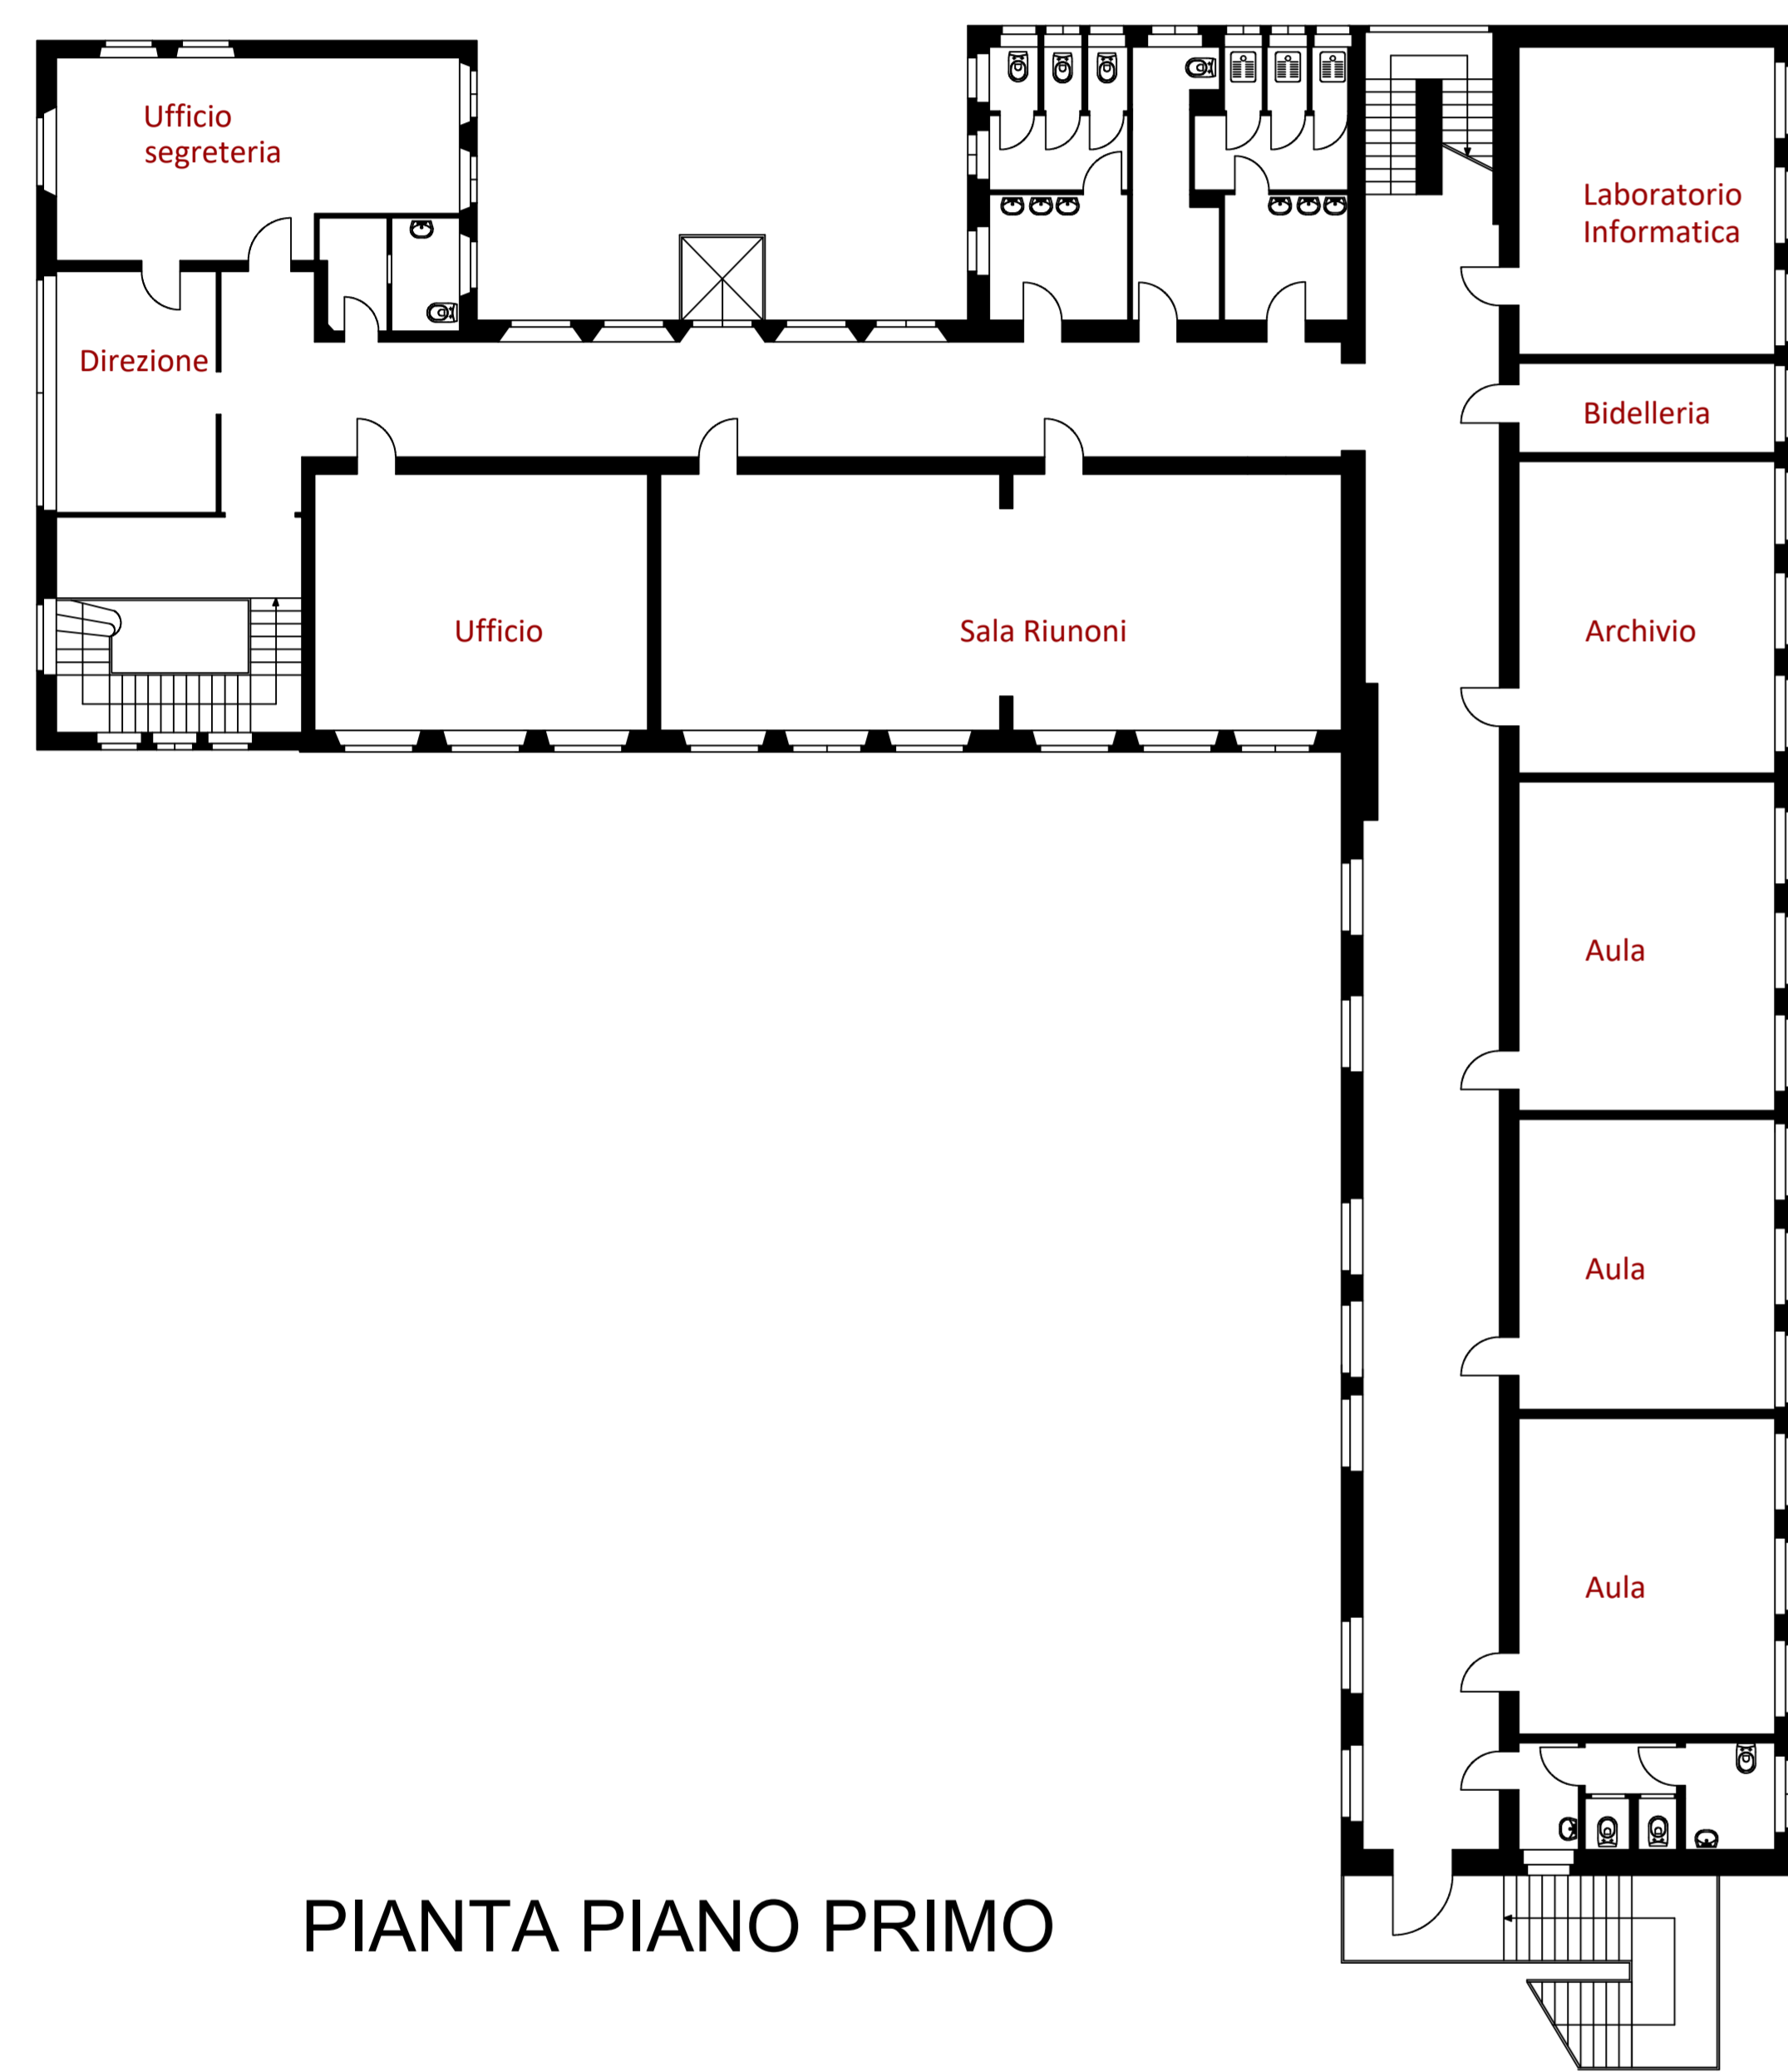 Ufficio
segreteria
Laboratorio
Informatica
Direzione
Bidelleria
Ufficio
Sala Riunoni
Archivio
Aula
Aula
Aula
PIANTA PIANO PRIMO